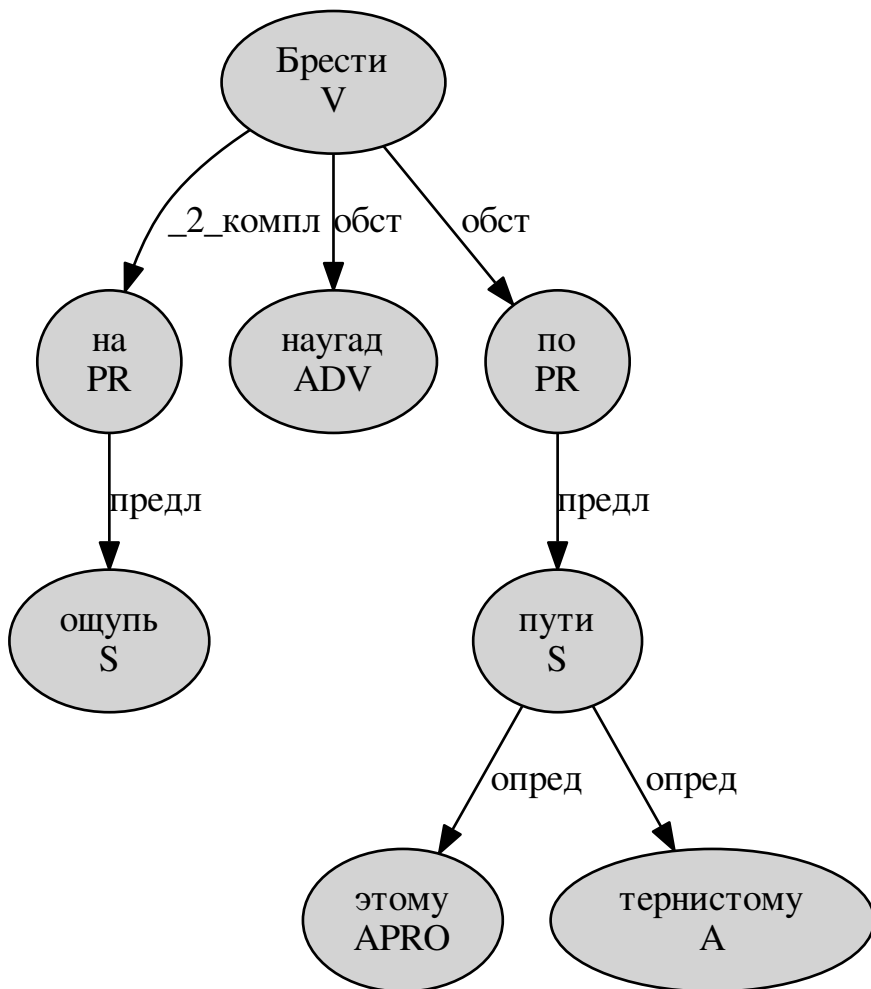 Брести
V
_2_компл
обст
обст
на
PR
наугад
ADV
по
PR
предл
предл
ощупь
S
пути
S
опред
опред
этому
APRO
тернистому
A